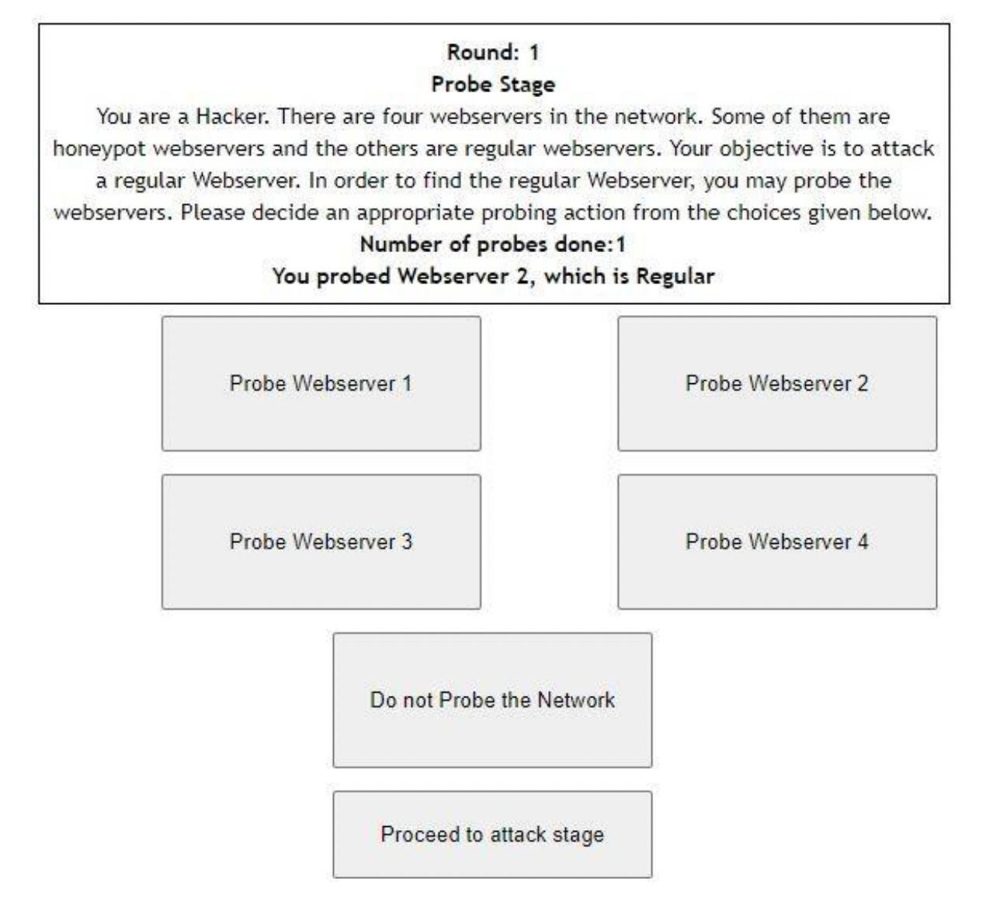 Round: 1
Probe Stage
You are a Hacker. There are four webservers in the network. Some of them are
honeypot webservers and the others are regular webservers. Your objective is to attack
a regular Webserver. In order to find the regular Webserver, you may probe the
webservers. Please decide an appropriate probing action from the choices given below.
Number of probes done:1
You probed Webserver 2, which is Regular
Probe Webserver 1
Probe Webserver 2
Probe Webserver 3
Probe Webserver 4
Do not Probe the Network
Proceed to attack stage